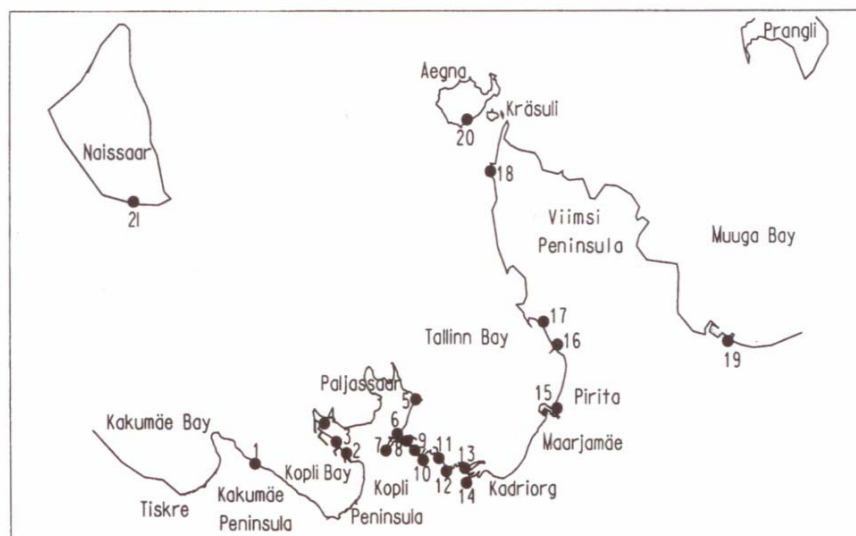 Prangli
Aegna
Kräsuli
20
Naissaar
18
21
Viimsi
Peninsula
Muuga Bay
17
Tallinn Bay
16
19
Paljassaar
5
15
Pirita
Kakumäe Bay
4
6
Maarjamäe
3
9
1
2
7
8
11
13
Kopli Bay
10
12
Kopli
14
Kadriorg
Tiskre
Kakumäe
Peninsula
Peninsula